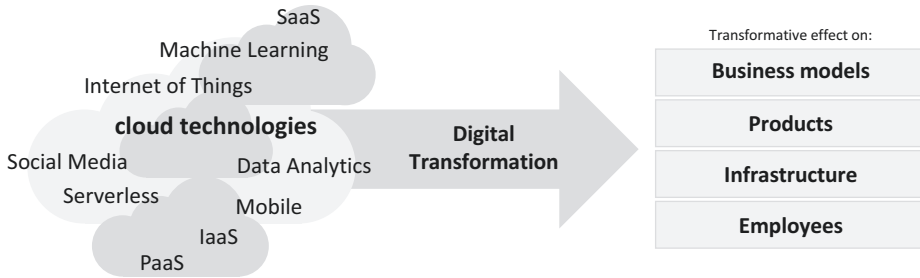 SaaS
Machine Learning
Internet of Things
cloud technologies
Social Media
Data Analytics
Serverless
Mobile
IaaS
PaaS
Digital
Transformation
Transformative effect on:
Business models
Products
Infrastructure
Employees